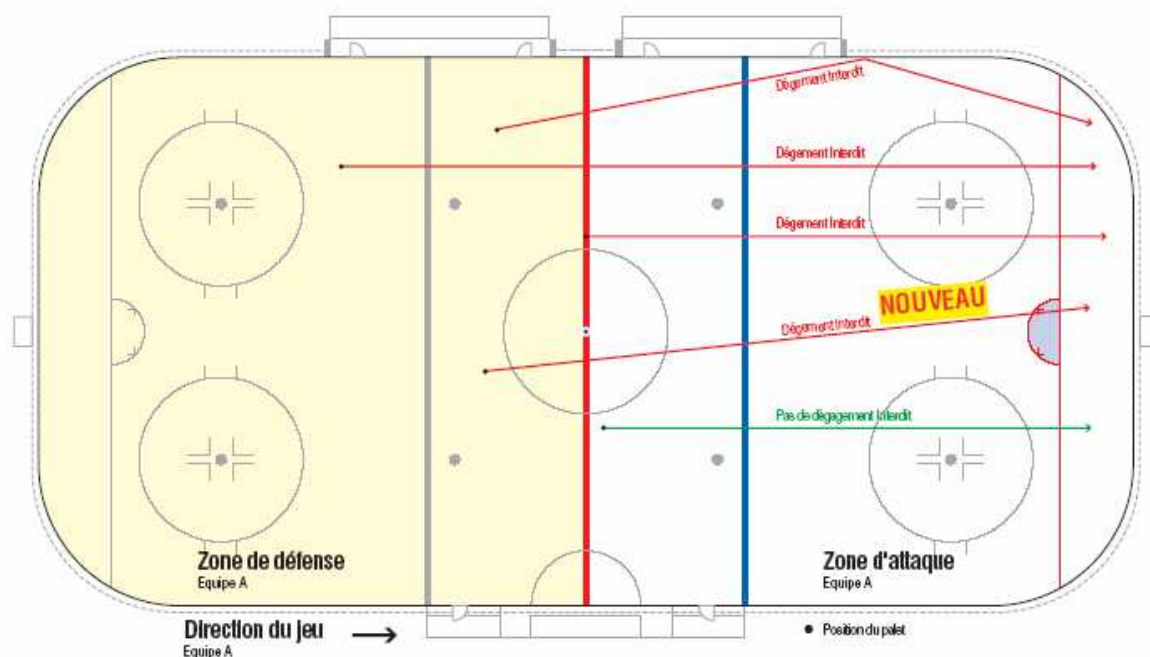 Dégement Interdit
Dégement Interdit
Dégement Interdit
NOUVEAU
Dégement Interdit
Pas de dégagement Interdit
Zone de défense
Equipe A
Zone d'attaque
Equipe A
Direction du jeu
Equipe A
Position du palet